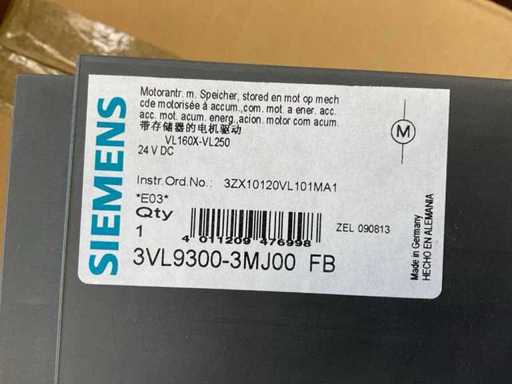 SIEMENS
Motorantr. m. Speicher, stored en mot op mech
cde motorisée à accum.,com. mot. a ener. acc.
acc. mot. acum. energ.,acion. motor com acum.
带存储器的电机驱动
VL160X-VL250
24 V DC
M
Instr.Ord.No.: 3ZX10120VL101MA1
*E03*
Qty
1
4 011209 476998
ZEL 090813
3VL9300-3MJ00 FB
Made in Germany
HECHO EN ALEMANIA